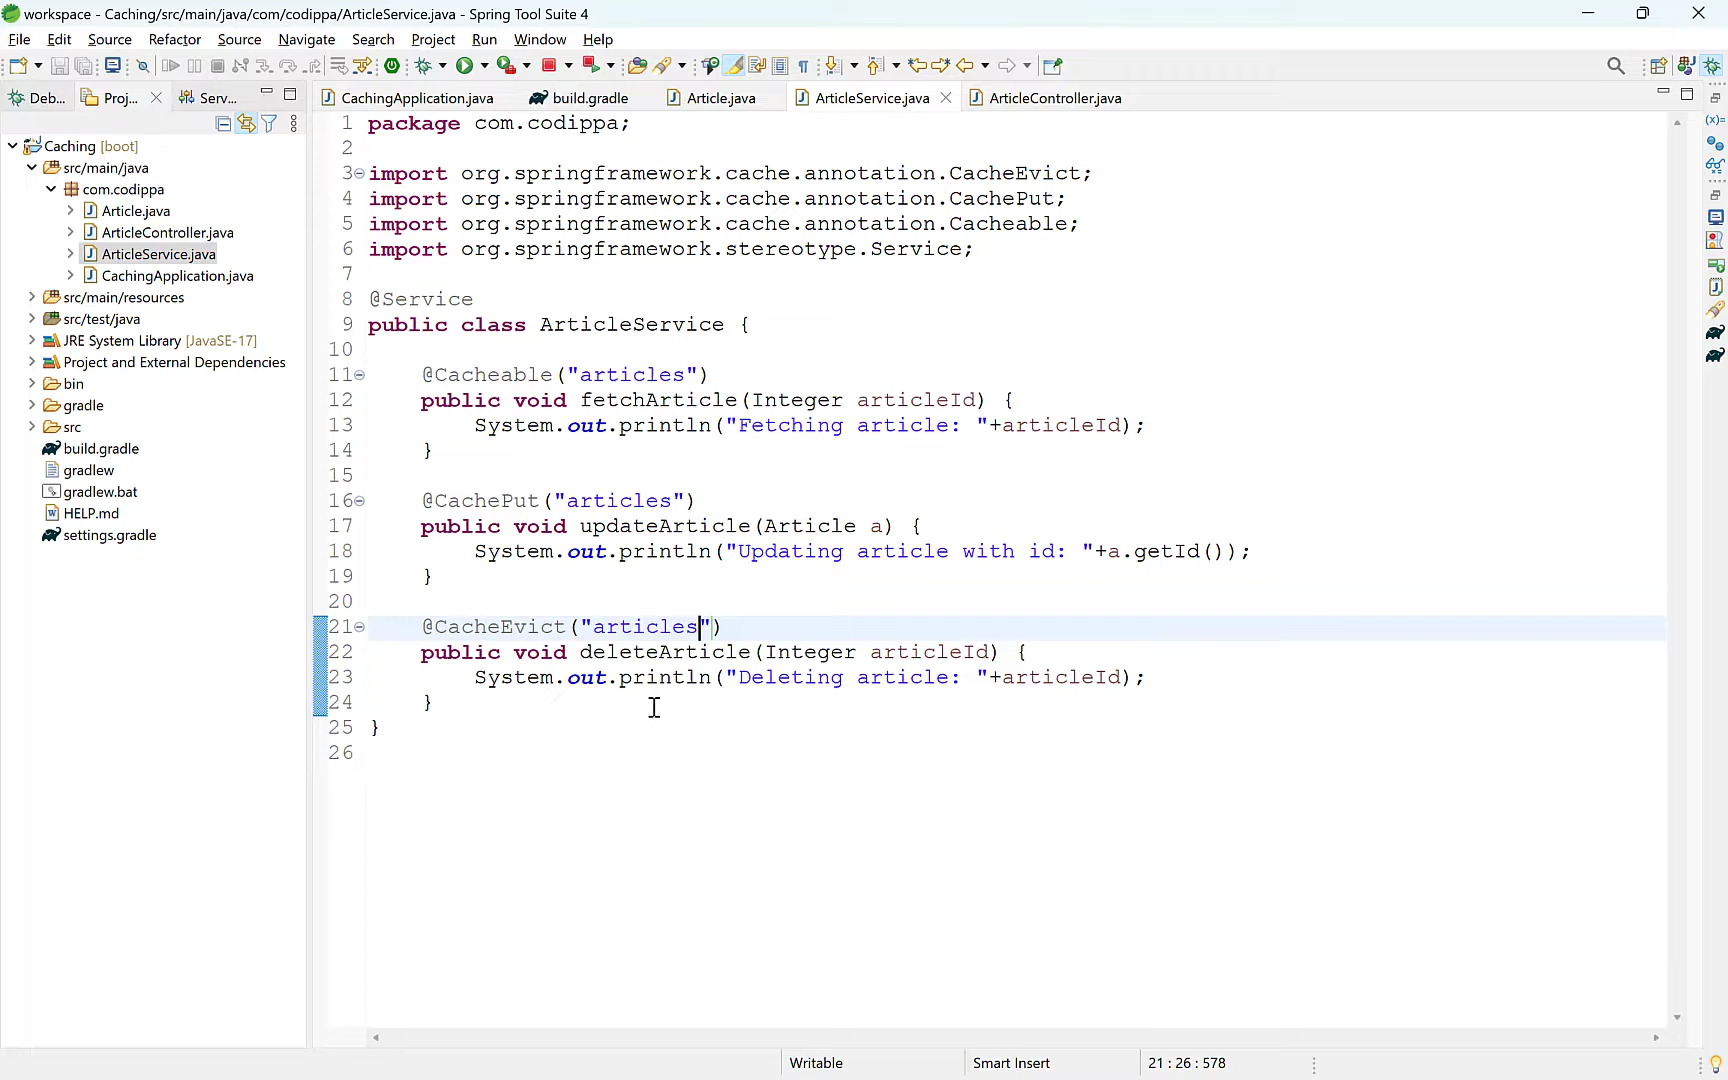 workspace - Caching/src/main/java/com/codippa/ArticleService.java - Spring Tool Suite 4
File Edit Source Refactor Source Navigate Search Project Run Window Help
Deb... Proj... Serv... CachingApplication.java build.gradle Article.java ArticleService.java ArticleController.java
Caching [boot]
src/main/java
com.codippa
Article.java
ArticleController.java
ArticleService.java
CachingApplication.java
src/main/resources
src/test/java
JRE System Library [JavaSE-17]
Project and External Dependencies
bin
gradle
src
build.gradle
gradlew
gradlew.bat
HELP.md
settings.gradle
1 package com.codippa;
2
3 import org.springframework.cache.annotation.CacheEvict;
4 import org.springframework.cache.annotation.CachePut;
5 import org.springframework.cache.annotation.Cacheable;
6 import org.springframework.stereotype.Service;
7
8 @Service
9 public class ArticleService {
10
11 @Cacheable("articles")
12 public void fetchArticle(Integer articleId) {
13 System.out.println("Fetching article: "+articleId);
14 }
15
16 @CachePut("articles")
17 public void updateArticle(Article a) {
18 System.out.println("Updating article with id: "+a.getId());
19 }
20
21 @CacheEvict("articles")
22 public void deleteArticle(Integer articleId) {
23 System.out.println("Deleting article: "+articleId);
24 }
25 }
26
Writable Smart Insert 21 : 26 : 578